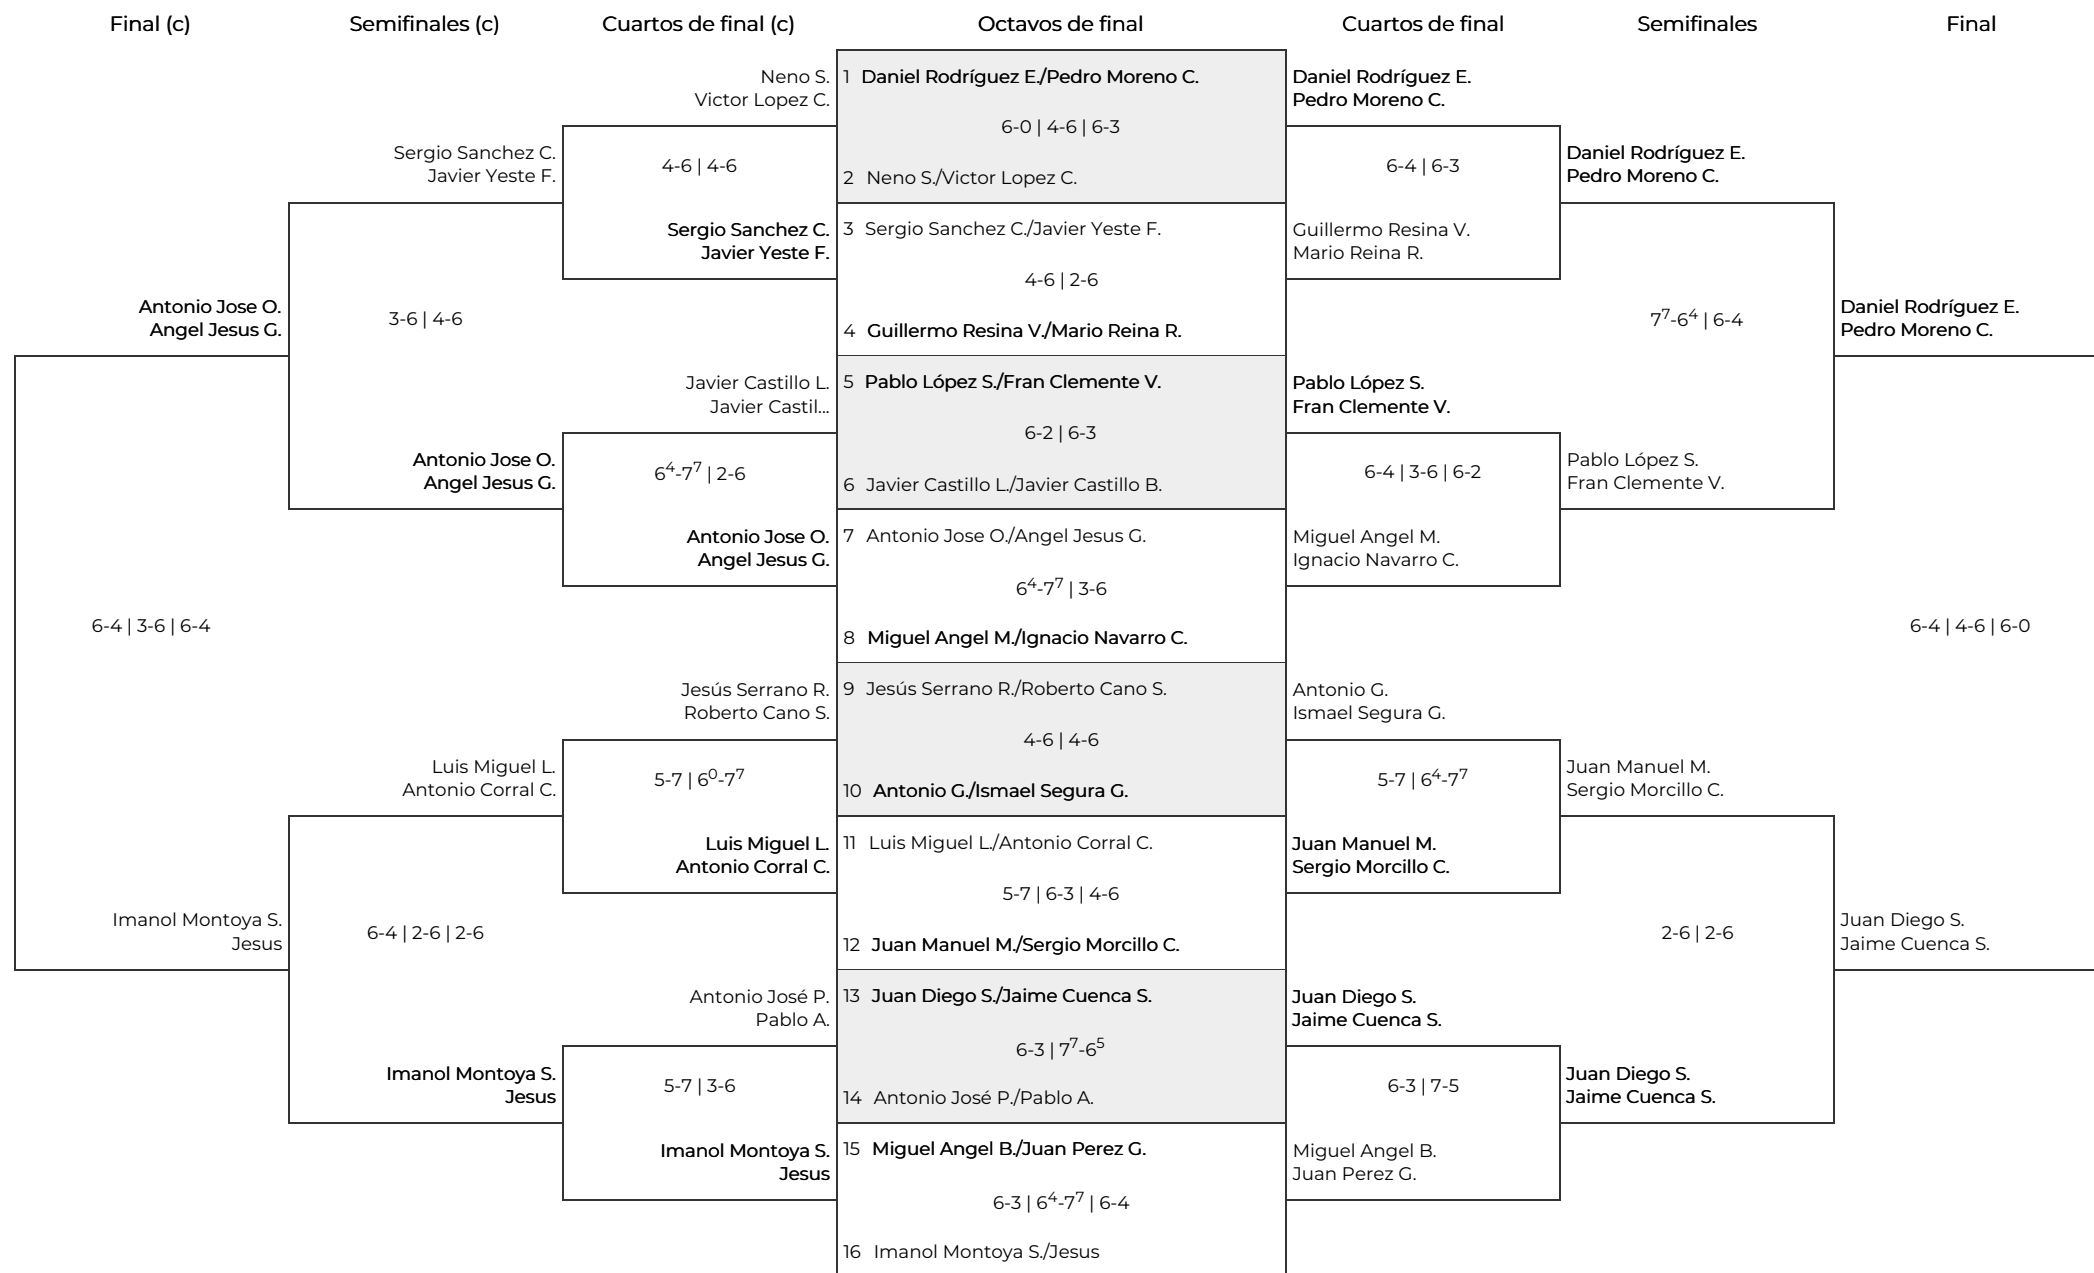 Final (c)
Semifinales (c)
Cuartos de final (c)
Octavos de final
Cuartos de final
Semifinales
Final
Antonio Jose O.
Angel Jesus G.
6-4 | 3-6 | 6-4
Imanol Montoya S.
Jesus
Sergio Sanchez C.
Javier Yeste F.
3-6 | 4-6
Antonio Jose O.
Angel Jesus G.
Luis Miguel L.
Antonio Corral C.
6-4 | 2-6 | 2-6
Imanol Montoya S.
Jesus
Neno S.
Victor Lopez C.
4-6 | 4-6
Sergio Sanchez C.
Javier Yeste F.
Javier Castillo L.
Javier Castil...
6⁴-7⁷ | 2-6
Antonio Jose O.
Angel Jesus G.
Jesús Serrano R.
Roberto Cano S.
5-7 | 6⁰-7⁷
Luis Miguel L.
Antonio Corral C.
Antonio José P.
Pablo A.
5-7 | 3-6
Imanol Montoya S.
Jesus
1 Daniel Rodríguez E./Pedro Moreno C.
6-0 | 4-6 | 6-3
2 Neno S./Victor Lopez C.
3 Sergio Sanchez C./Javier Yeste F.
4-6 | 2-6
4 Guillermo Resina V./Mario Reina R.
5 Pablo López S./Fran Clemente V.
6-2 | 6-3
6 Javier Castillo L./Javier Castillo B.
7 Antonio Jose O./Angel Jesus G.
6⁴-7⁷ | 3-6
8 Miguel Angel M./Ignacio Navarro C.
9 Jesús Serrano R./Roberto Cano S.
4-6 | 4-6
10 Antonio G./Ismael Segura G.
11 Luis Miguel L./Antonio Corral C.
5-7 | 6-3 | 4-6
12 Juan Manuel M./Sergio Morcillo C.
13 Juan Diego S./Jaime Cuenca S.
6-3 | 7⁷-6⁵
14 Antonio José P./Pablo A.
15 Miguel Angel B./Juan Perez G.
6-3 | 6⁴-7⁷ | 6-4
16 Imanol Montoya S./Jesus
Daniel Rodríguez E.
Pedro Moreno C.
6-4 | 6-3
Guillermo Resina V.
Mario Reina R.
Pablo López S.
Fran Clemente V.
6-4 | 3-6 | 6-2
Miguel Angel M.
Ignacio Navarro C.
Antonio G.
Ismael Segura G.
5-7 | 6⁴-7⁷
Juan Manuel M.
Sergio Morcillo C.
Juan Diego S.
Jaime Cuenca S.
6-3 | 7-5
Miguel Angel B.
Juan Perez G.
Daniel Rodríguez E.
Pedro Moreno C.
7⁷-6⁴ | 6-4
Pablo López S.
Fran Clemente V.
Juan Manuel M.
Sergio Morcillo C.
2-6 | 2-6
Juan Diego S.
Jaime Cuenca S.
Daniel Rodríguez E.
Pedro Moreno C.
6-4 | 4-6 | 6-0
Juan Diego S.
Jaime Cuenca S.